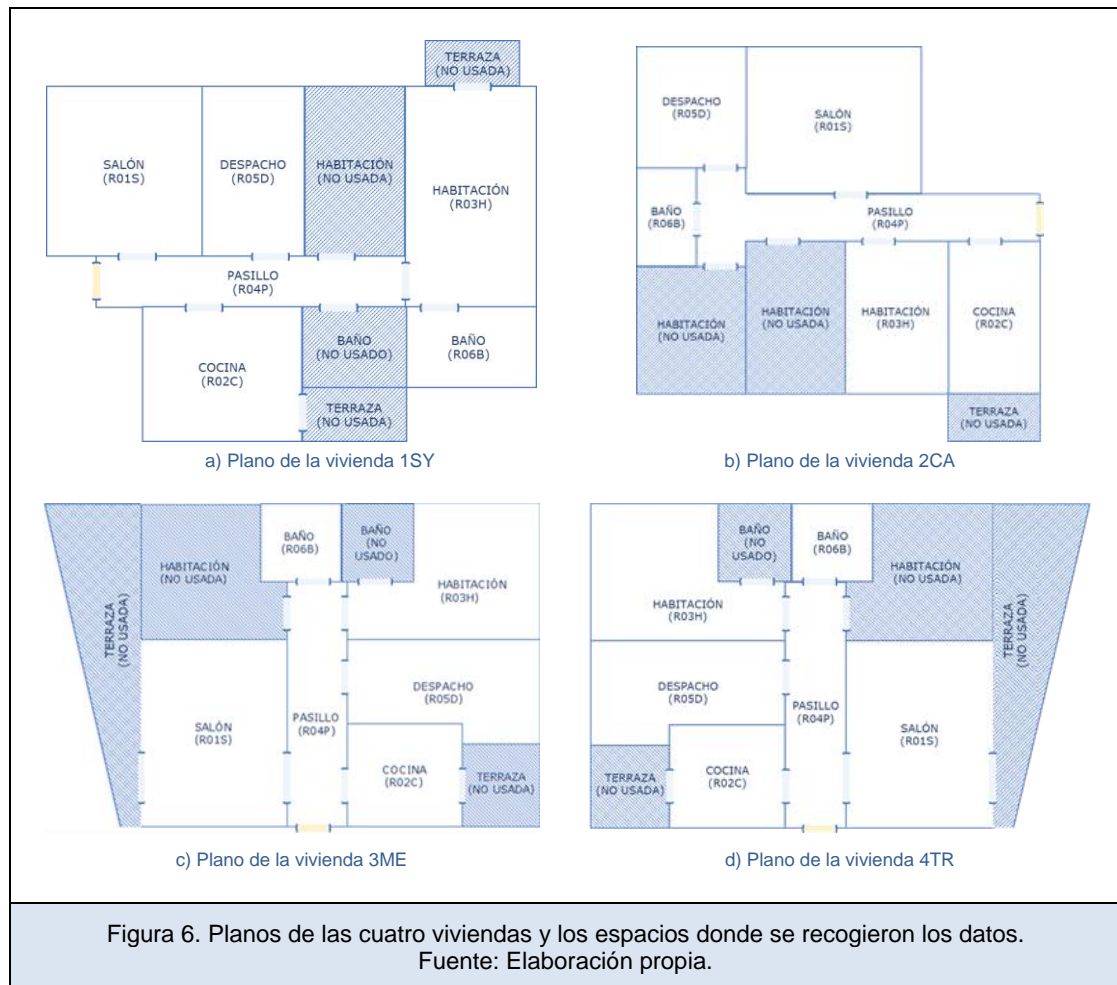 TERRAZA
(NO USADA)
SALÓN
(R01S)
DESPACHO
(R05D)
HABITACIÓN
(NO USADA)
HABITACIÓN
(R03H)
PASILLO
(R04P)
COCINA
(R02C)
BAÑO
(NO USADO)
BAÑO
(R06B)
TERRAZA
(NO USADA)
a) Plano de la vivienda 1SY
DESPACHO
(R05D)
SALÓN
(R01S)
BAÑO
(R06B)
PASILLO
(R04P)
HABITACIÓN
(NO USADA)
HABITACIÓN
(NO USADA)
HABITACIÓN
(R03H)
COCINA
(R02C)
TERRAZA
(NO USADA)
b) Plano de la vivienda 2CA
TERRAZA
(NO USADA)
HABITACIÓN
(NO USADA)
BAÑO
(R06B)
BAÑO
(NO
USADO)
HABITACIÓN
(R03H)
DESPACHO
(R05D)
SALÓN
(R01S)
PASILLO
(R04P)
COCINA
(R02C)
TERRAZA
(NO USADA)
c) Plano de la vivienda 3ME
BAÑO
(NO
USADO)
BAÑO
(R06B)
HABITACIÓN
(NO USADA)
TERRAZA
(NO USADA)
HABITACIÓN
(R03H)
DESPACHO
(R05D)
PASILLO
(R04P)
SALÓN
(R01S)
TERRAZA
(NO USADA)
COCINA
(R02C)
d) Plano de la vivienda 4TR
Figura 6. Planos de las cuatro viviendas y los espacios donde se recogieron los datos.
Fuente: Elaboración propia.